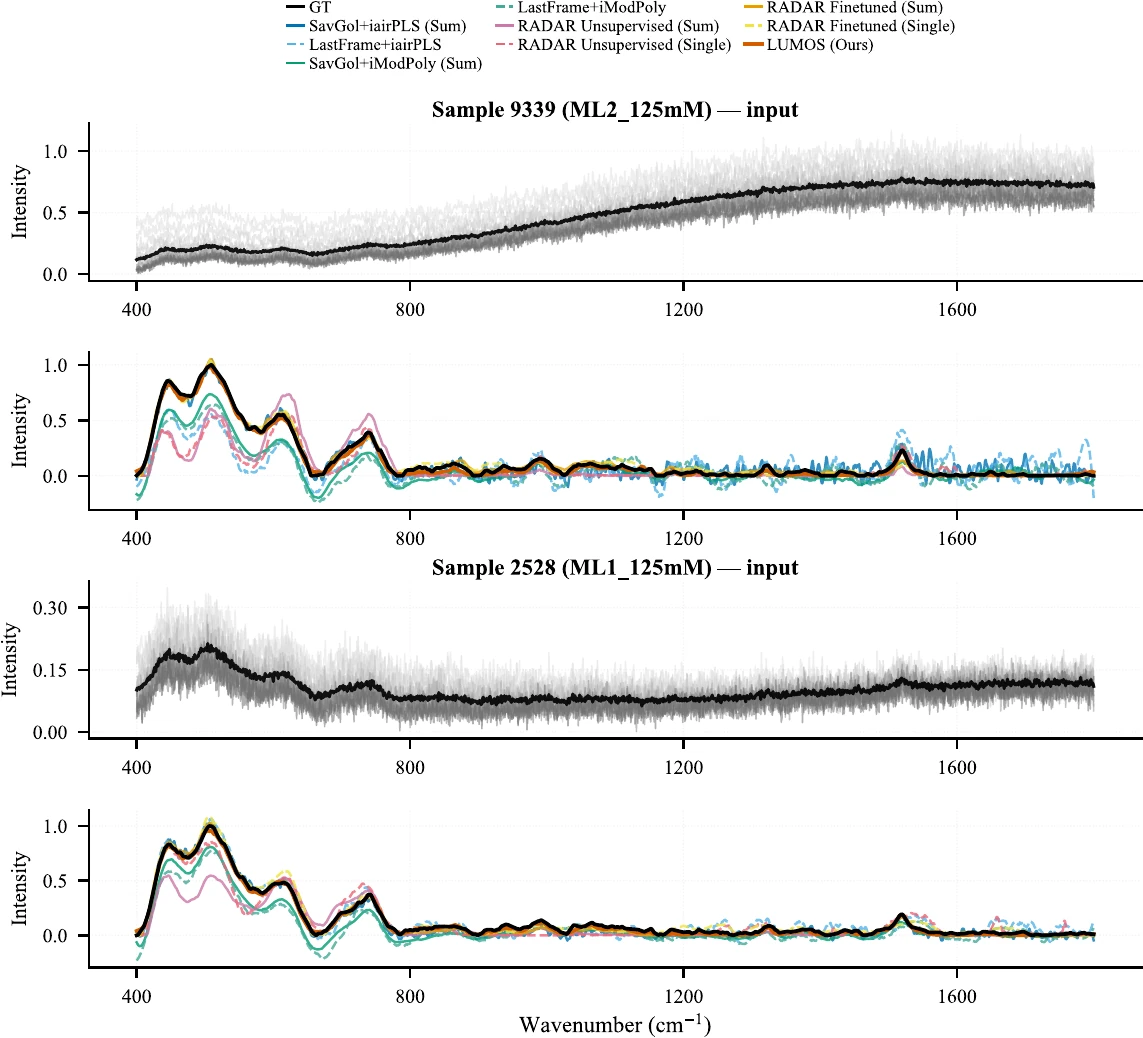 GT
SavGol+iairPLS (Sum)
LastFrame+iairPLS
SavGol+iModPoly (Sum)
LastFrame+iModPoly
RADAR Unsupervised (Sum)
RADAR Unsupervised (Single)
RADAR Finetuned (Sum)
RADAR Finetuned (Single)
LUMOS (Ours)
Sample 9339 (ML2_125mM) — input
Intensity
1.0
0.5
0.0
400 800 1200 1600
Intensity
1.0
0.5
0.0
400 800 1200 1600
Sample 2528 (ML1_125mM) — input
Intensity
0.30
0.15
0.00
400 800 1200 1600
Intensity
1.0
0.5
0.0
400 800 1200 1600
Wavenumber (cm⁻¹)